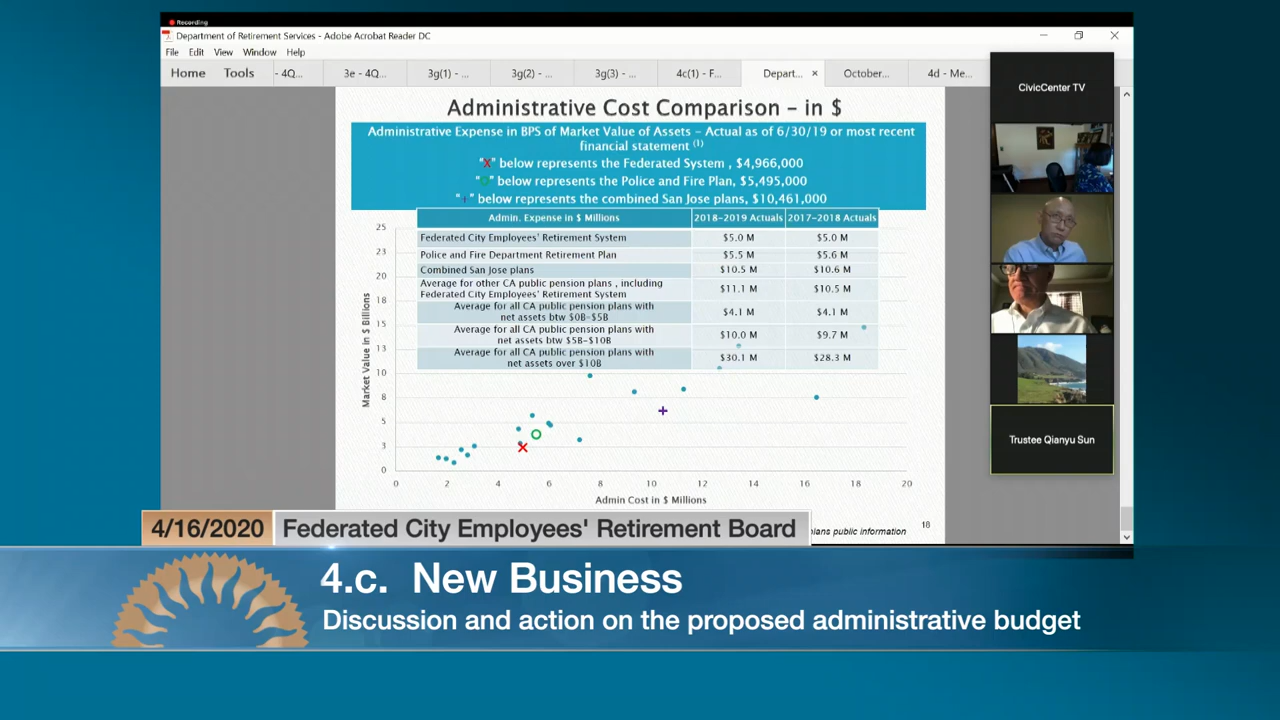 Recording
Department of Retirement Services - Adobe Acrobat Reader DC
File Edit View Window Help
Home Tools - 4Q... 3e - 4Q... 3g(1) - ... 3g(2) - ... 3g(3) - ... 4c(1) - F... Depart... × October... 4d - Me...
Administrative Cost Comparison – in $
Administrative Expense in BPS of Market Value of Assets – Actual as of 6/30/19 or most recent
financial statement (1)
"X" below represents the Federated System , $4,966,000
"O" below represents the Police and Fire Plan, $5,495,000
"+" below represents the combined San Jose plans, $10,461,000
Admin. Expense in $ Millions 2018-2019 Actuals 2017-2018 Actuals
Federated City Employees' Retirement System $5.0 M $5.0 M
Police and Fire Department Retirement Plan $5.5 M $5.6 M
Combined San Jose plans $10.5 M $10.6 M
Average for other CA public pension plans , including
Federated City Employees' Retirement System $11.1 M $10.5 M
Average for all CA public pension plans with
net assets btw $0B-$5B $4.1 M $4.1 M
Average for all CA public pension plans with
net assets btw $5B-$10B $10.0 M $9.7 M
Average for all CA public pension plans with
net assets over $10B $30.1 M $28.3 M
Market Value in $ Billions
25
23
20
18
15
13
10
8
5
3
0
0 2 4 6 8 10 12 14 16 18 20
Admin Cost in $ Millions
plans public information
18
CivicCenter TV
Trustee Qianyu Sun
4/16/2020 Federated City Employees' Retirement Board
4.c. New Business
Discussion and action on the proposed administrative budget